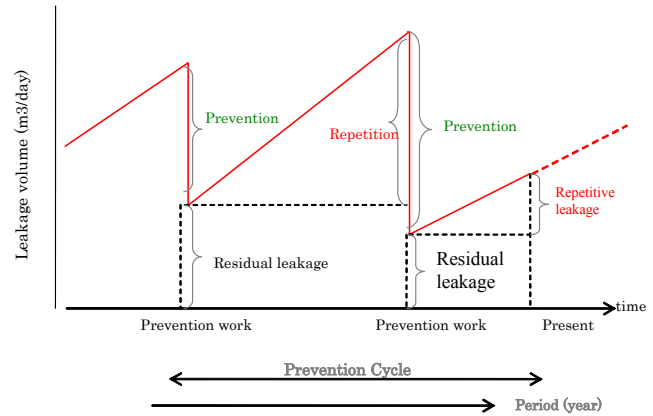 Leakage volume (m3/day)
Prevention
Repetition
Prevention
Repetitive
leakage
Residual leakage
Residual
leakage
time
Prevention work
Prevention work
Present
Prevention Cycle
Period (year)